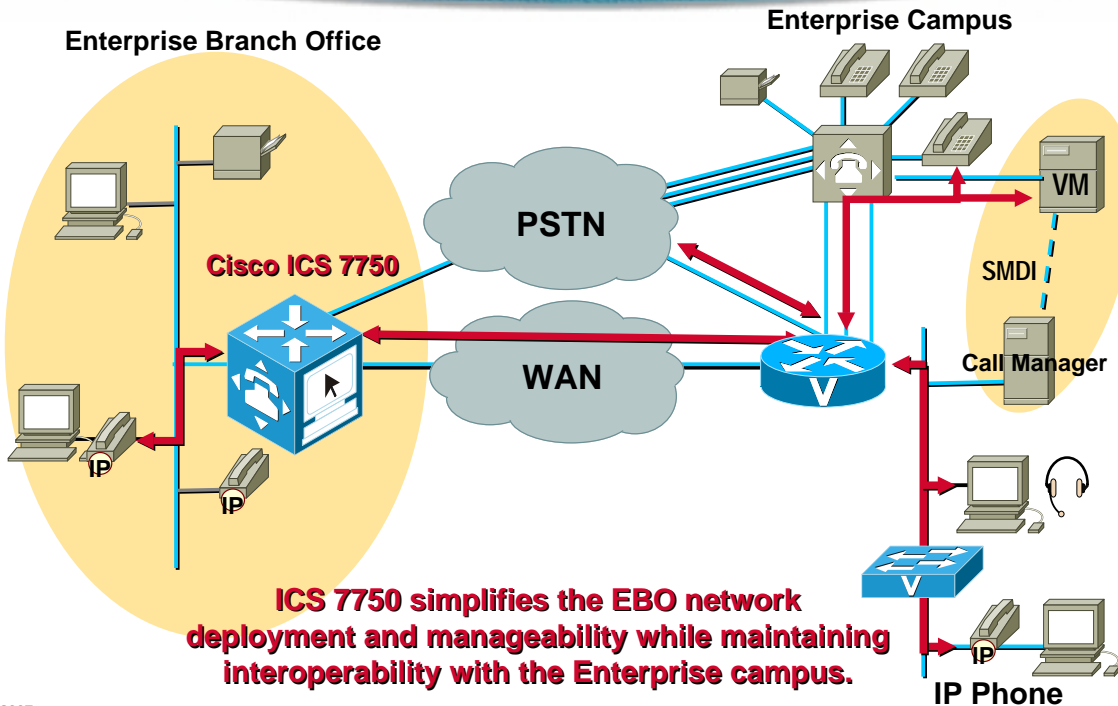 Enterprise Branch Office
Enterprise Campus
PSTN
VM
Cisco ICS 7750
SMDI
WAN
V
Call Manager
IP
IP
V
ICS 7750 simplifies the EBO network
deployment and manageability while maintaining
interoperability with the Enterprise campus.
IP
IP Phone